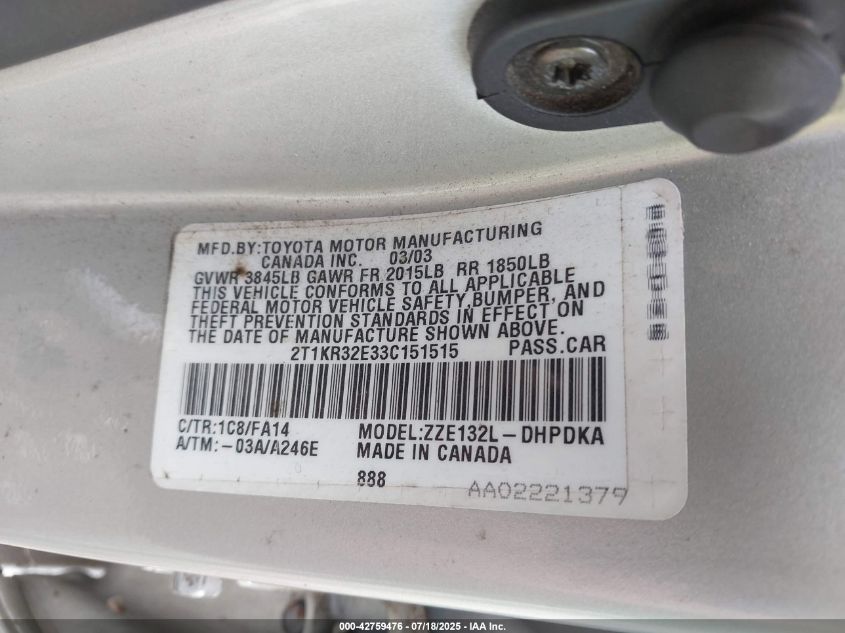 MFD.BY:TOYOTA MOTOR MANUFACTURING
CANADA INC. 03/03
GVWR 3845LB GAWR FR 2015LB RR 1850LB
THIS VEHICLE CONFORMS TO ALL APPLICABLE
FEDERAL MOTOR VEHICLE SAFETY,BUMPER, AND
THEFT PREVENTION STANDARDS IN EFFECT ON
THE DATE OF MANUFACTURE SHOWN ABOVE.
2T1KR32E33C151515 PASS.CAR
C/TR:1C8/FA14 MODEL:ZZE132L-DHPDKA
A/TM:-03A/A246E MADE IN CANADA
888
AA02221379
000-42759476 - 07/18/2025 - IAA Inc.